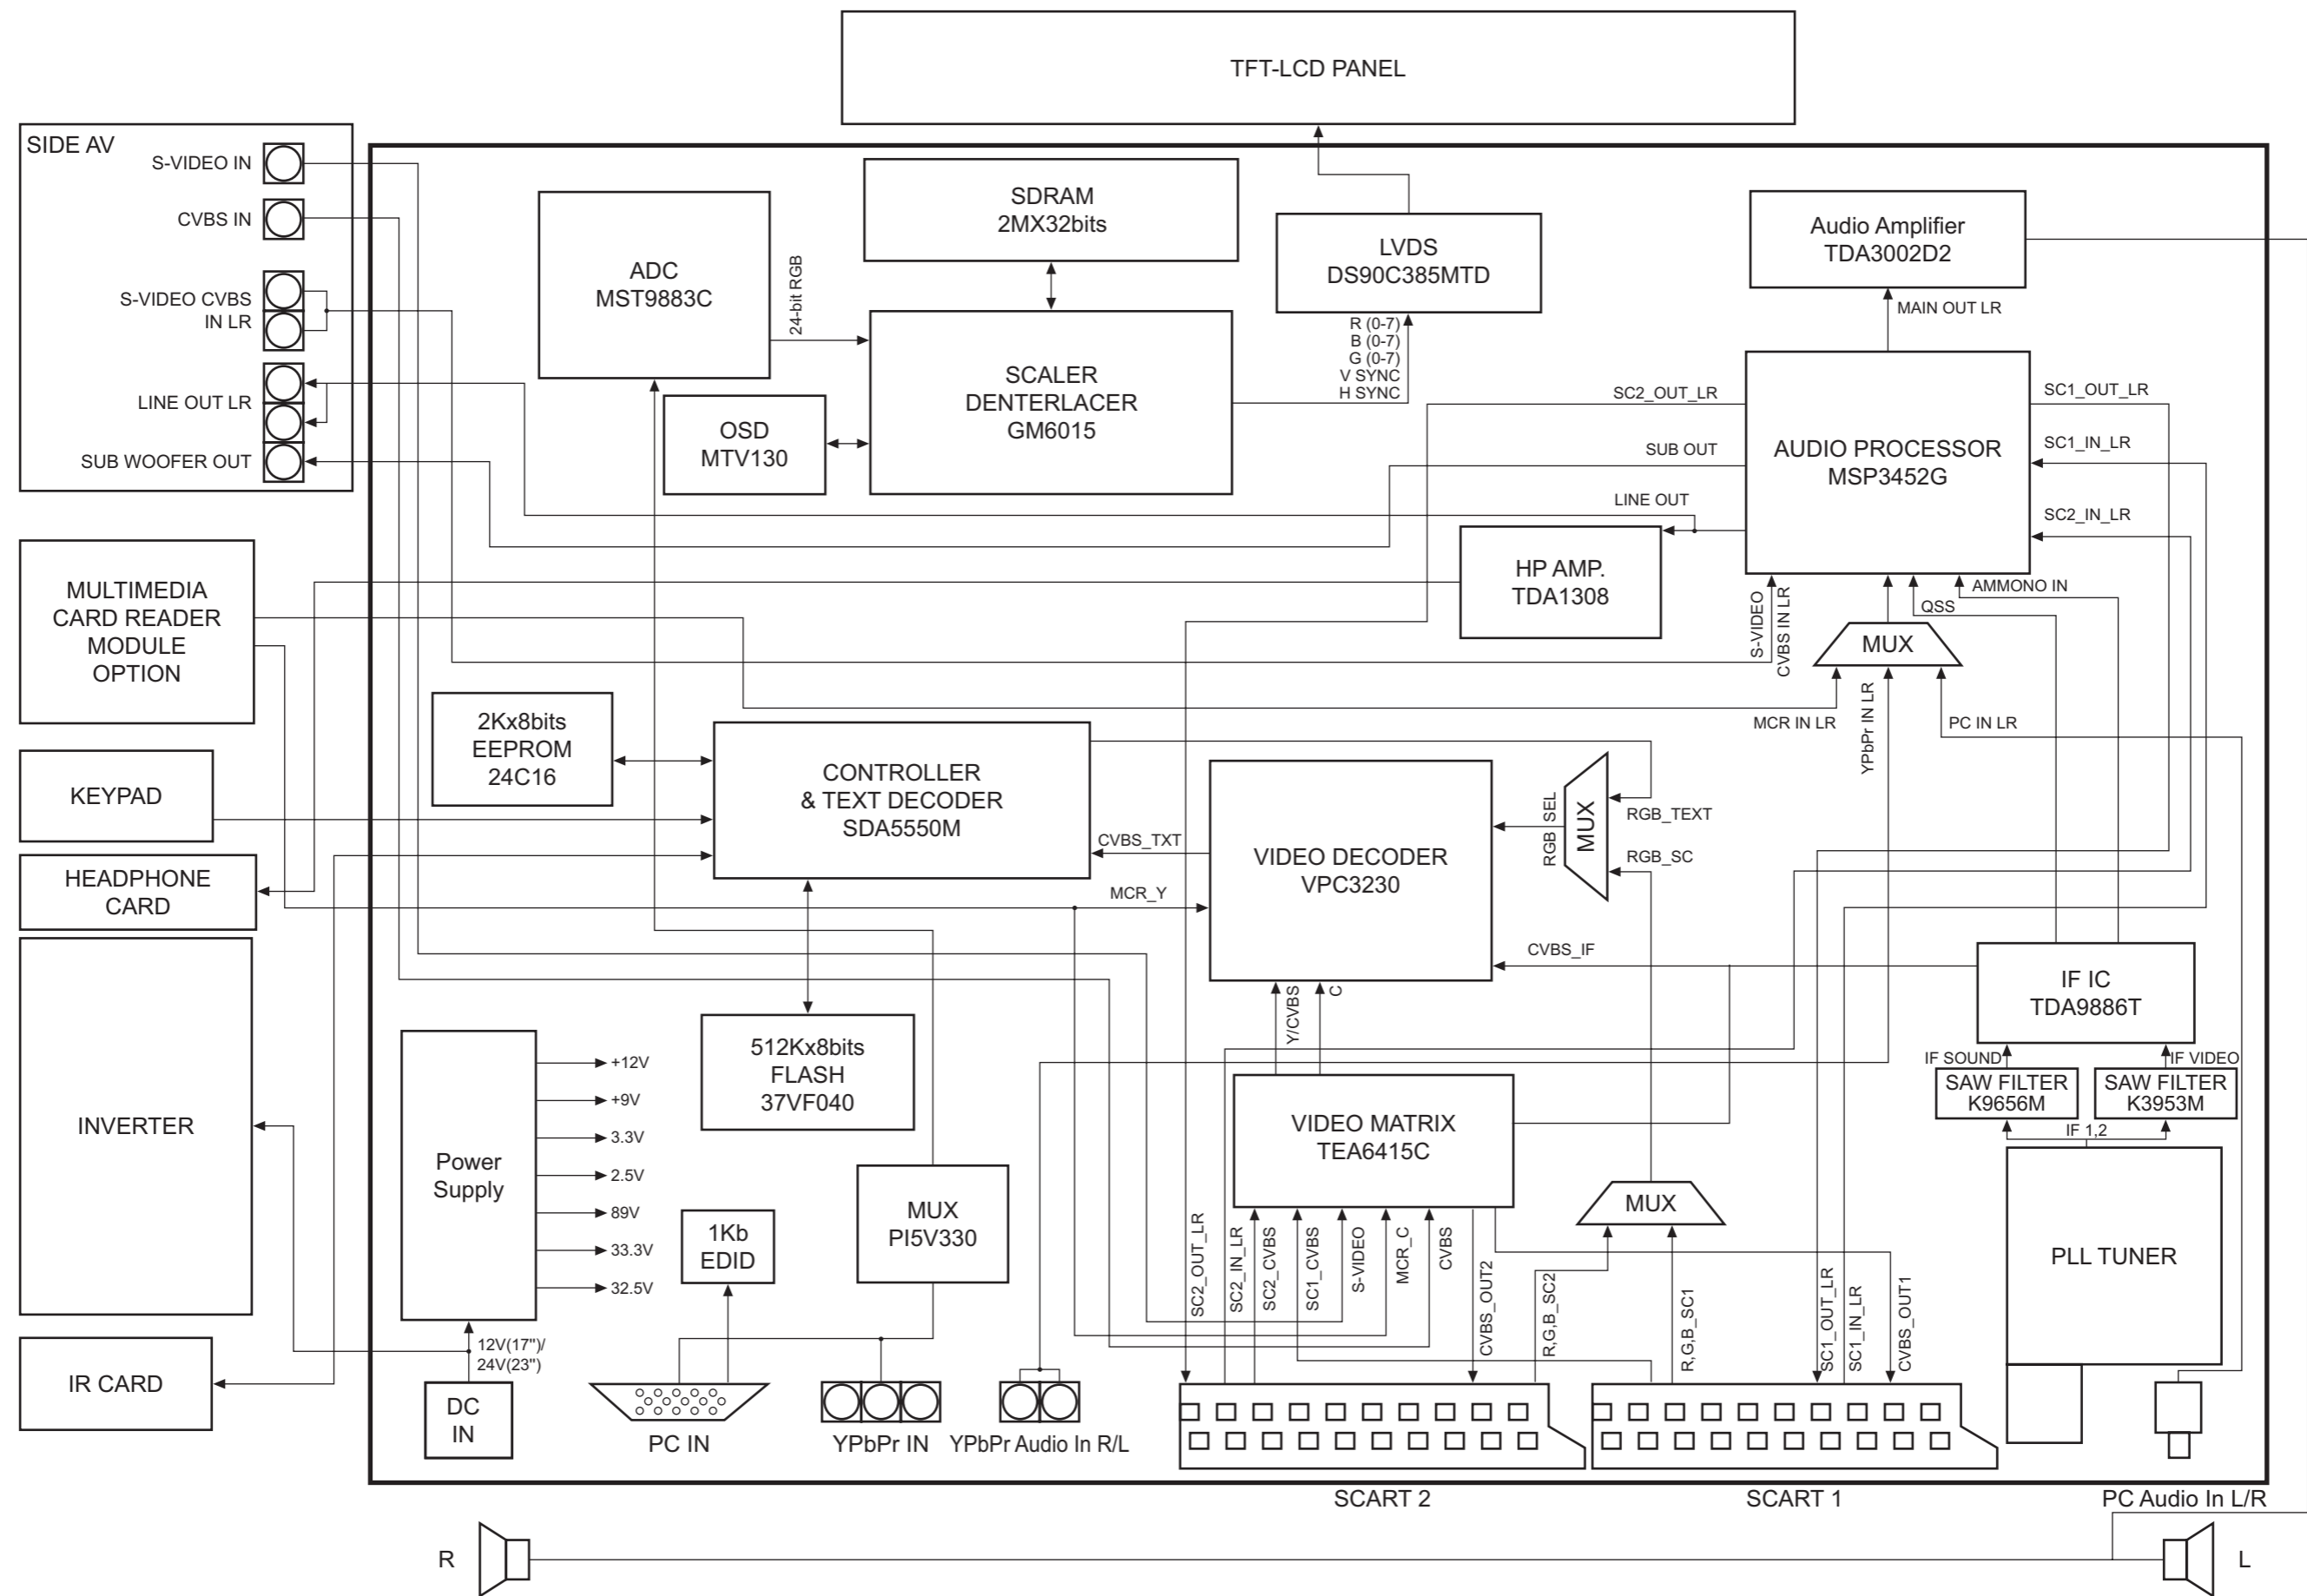 TFT-LCD PANEL
SIDE AV
S-VIDEO IN
CVBS IN
S-VIDEO CVBS
IN LR
LINE OUT LR
SUB WOOFER OUT
ADC
MST9883C
24-bit RGB
SDRAM
2MX32bits
LVDS
DS90C385MTD
R (0-7)
B (0-7)
G (0-7)
V SYNC
H SYNC
SCALER
DENTERLACER
GM6015
OSD
MTV130
Audio Amplifier
TDA3002D2
MAIN OUT LR
SC2_OUT_LR
SUB OUT
LINE OUT
AUDIO PROCESSOR
MSP3452G
SC1_OUT_LR
SC1_IN_LR
SC2_IN_LR
HP AMP.
TDA1308
S-VIDEO
CVBS IN LR
QSS
AMMONO IN
MUX
MCR IN LR
YPbPr IN LR
PC IN LR
MULTIMEDIA
CARD READER
MODULE
OPTION
KEYPAD
HEADPHONE
CARD
INVERTER
IR CARD
2Kx8bits
EEPROM
24C16
CONTROLLER
& TEXT DECODER
SDA5550M
CVBS_TXT
MCR_Y
VIDEO DECODER
VPC3230
RGB SEL
MUX
RGB_TEXT
RGB_SC
CVBS_IF
IF IC
TDA9886T
IF SOUND
IF VIDEO
SAW FILTER
K9656M
SAW FILTER
K3953M
IF 1,2
PLL TUNER
Y/CVBS
C
VIDEO MATRIX
TEA6415C
MUX
512Kx8bits
FLASH
37VF040
Power
Supply
+12V
+9V
3.3V
2.5V
89V
33.3V
32.5V
12V(17")/
24V(23")
DC
IN
1Kb
EDID
MUX
PI5V330
SC2_OUT_LR
SC2_IN_LR
SC2_CVBS
SC1_CVBS
S-VIDEO
MCR_C
CVBS
CVBS_OUT2
R,G,B_SC2
R,G,B_SC1
SC1_OUT_LR
SC1_IN_LR
CVBS_OUT1
PC IN
YPbPr IN
YPbPr Audio In R/L
SCART 2
SCART 1
PC Audio In L/R
R
L